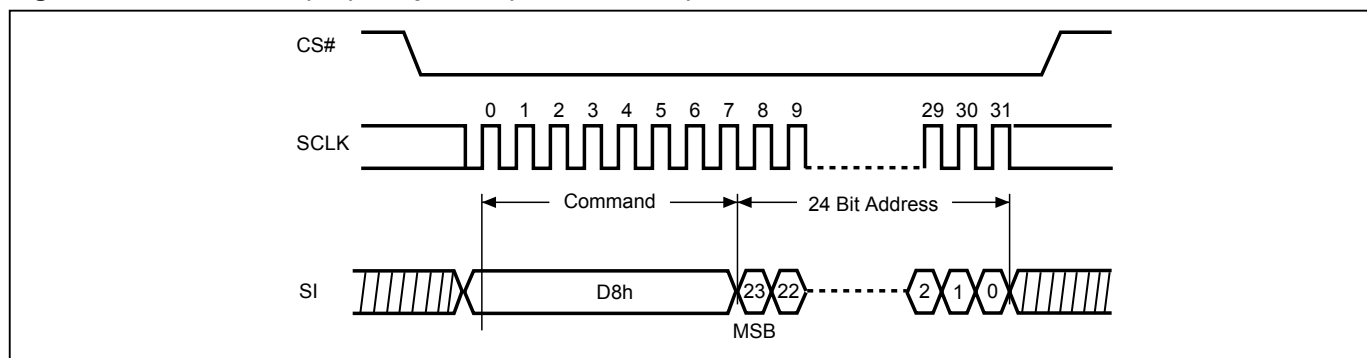 CS#
0 1 2 3 4 5 6 7 8 9 29 30 31
SCLK
Command 24 Bit Address
SI D8h 23 22 2 1 0
MSB